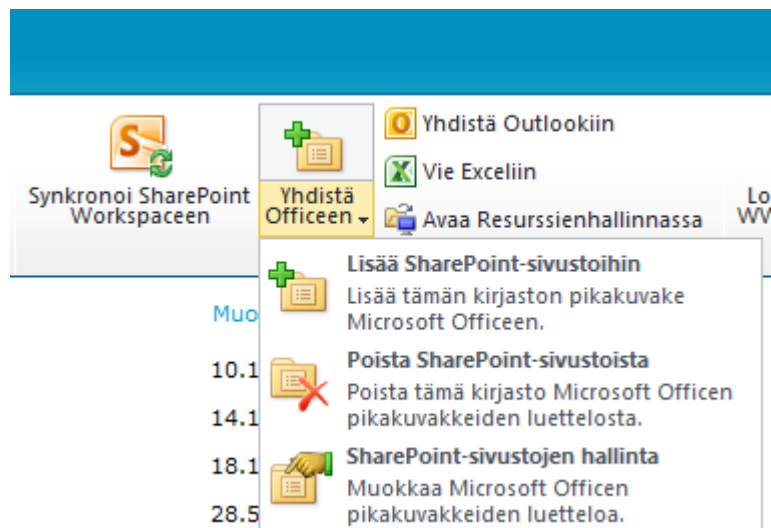 Synkronoi SharePoint
Workspaceen
Yhdistä
Officeen
Yhdistä Outlookiin
Vie Exceliin
Avaa Resurssienhallinnassa
Lisää SharePoint-sivustoihin
Lisää tämän kirjaston pikakuvake
Microsoft Officeen.
Poista SharePoint-sivustoista
Poista tämä kirjasto Microsoft Officen
pikakuvakkeiden luettelosta.
SharePoint-sivustojen hallinta
Muokkaa Microsoft Officen
pikakuvakkeiden luetteloa.
Muo
10.1
14.1
18.1
28.5